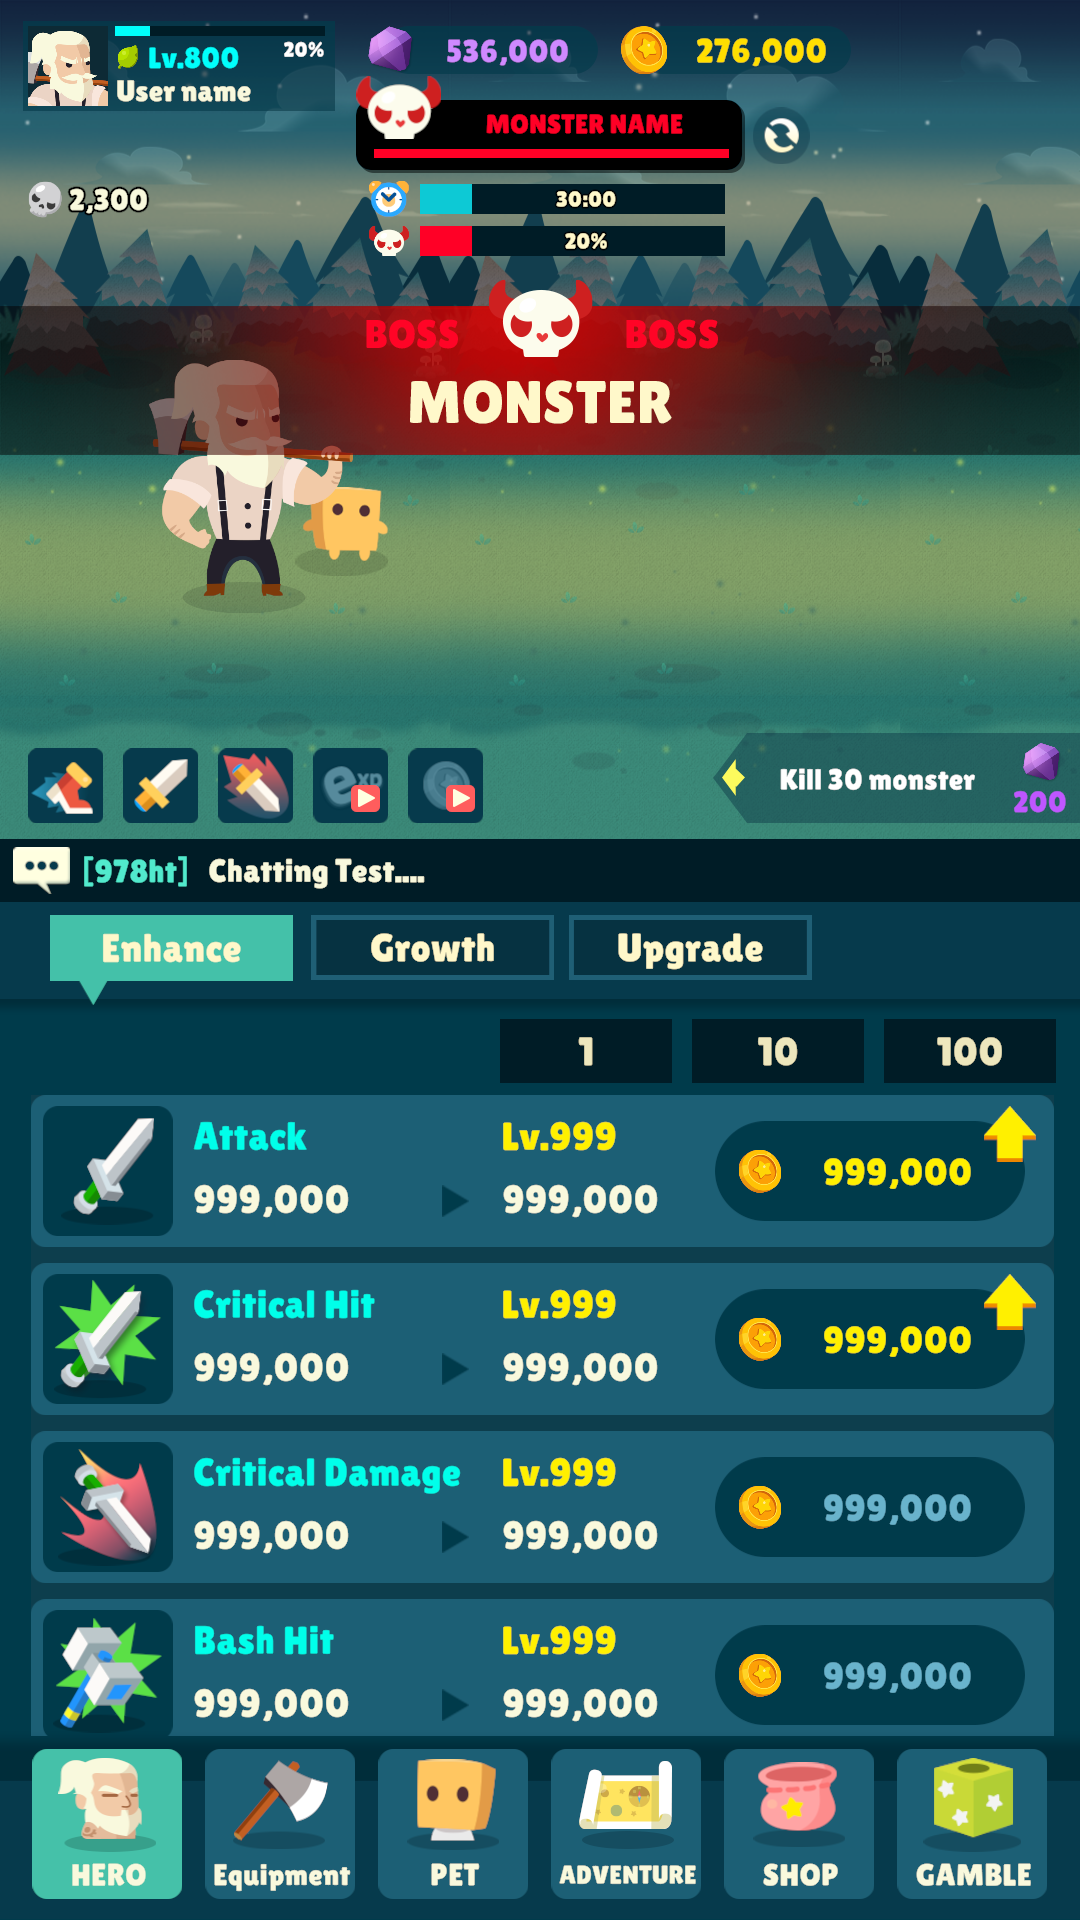 Lv.800
20%
User name
536,000
276,000
MONSTER NAME
2,300
30:00
20%
BOSS
BOSS
MONSTER
exp
Kill 30 monster
200
[978ht] Chatting Test....
Enhance
Growth
Upgrade
1
10
100
Attack
Lv.999
999,000
999,000
999,000
Critical Hit
Lv.999
999,000
999,000
999,000
Critical Damage
Lv.999
999,000
999,000
999,000
Bash Hit
Lv.999
999,000
999,000
999,000
HERO
Equipment
PET
ADVENTURE
SHOP
GAMBLE